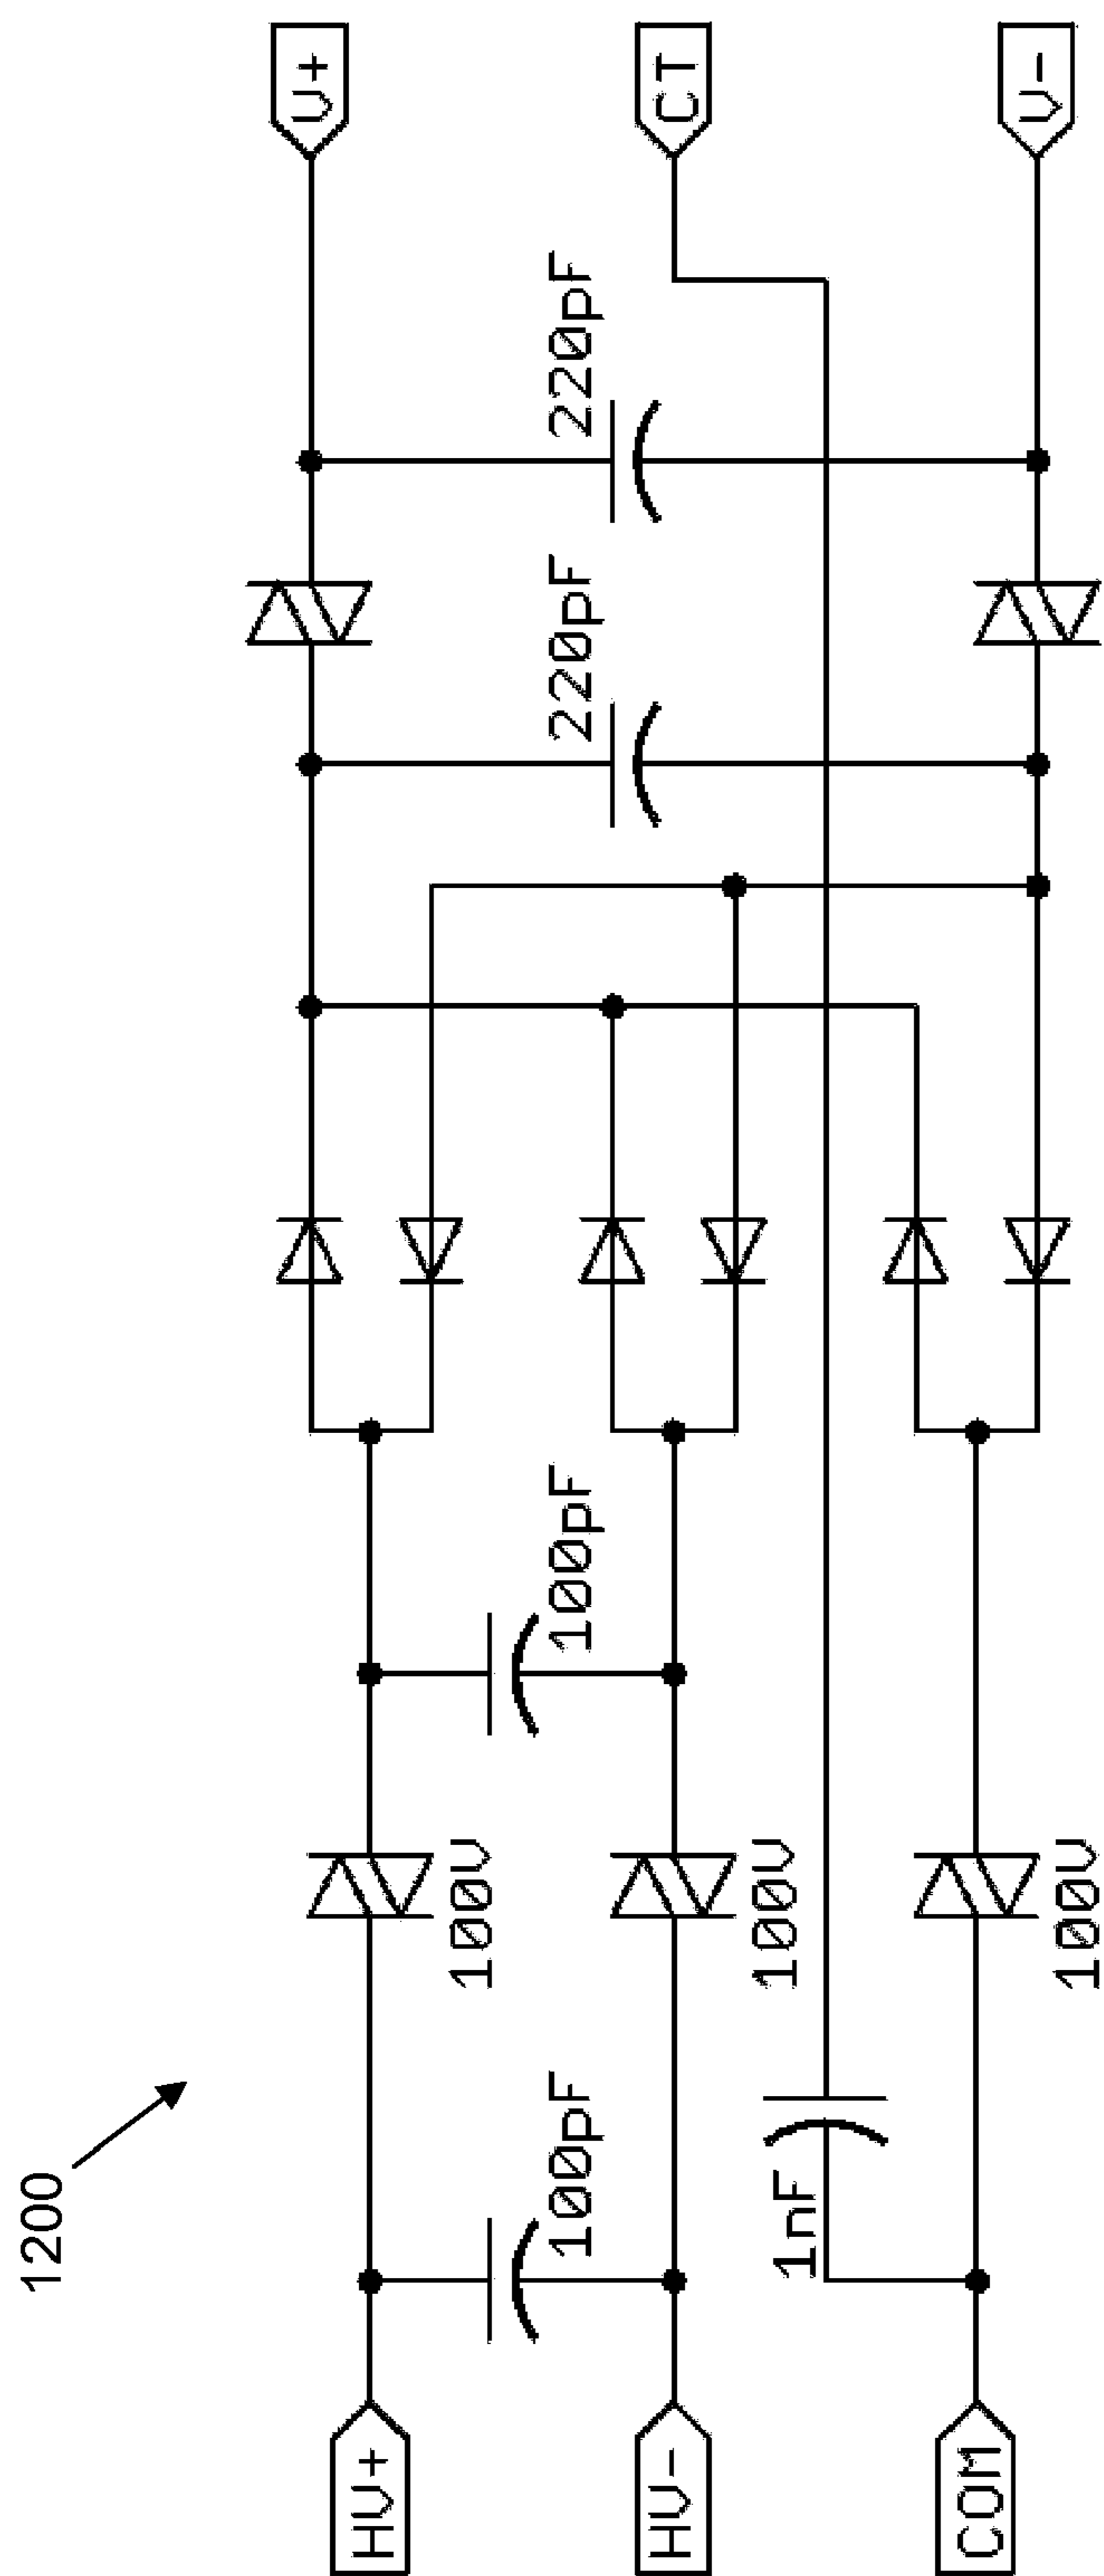 1200
V+
HV+
100V
100pF
100pF
220pF
220pF
HV-
CT
100V
1nF
COM
V-
100V